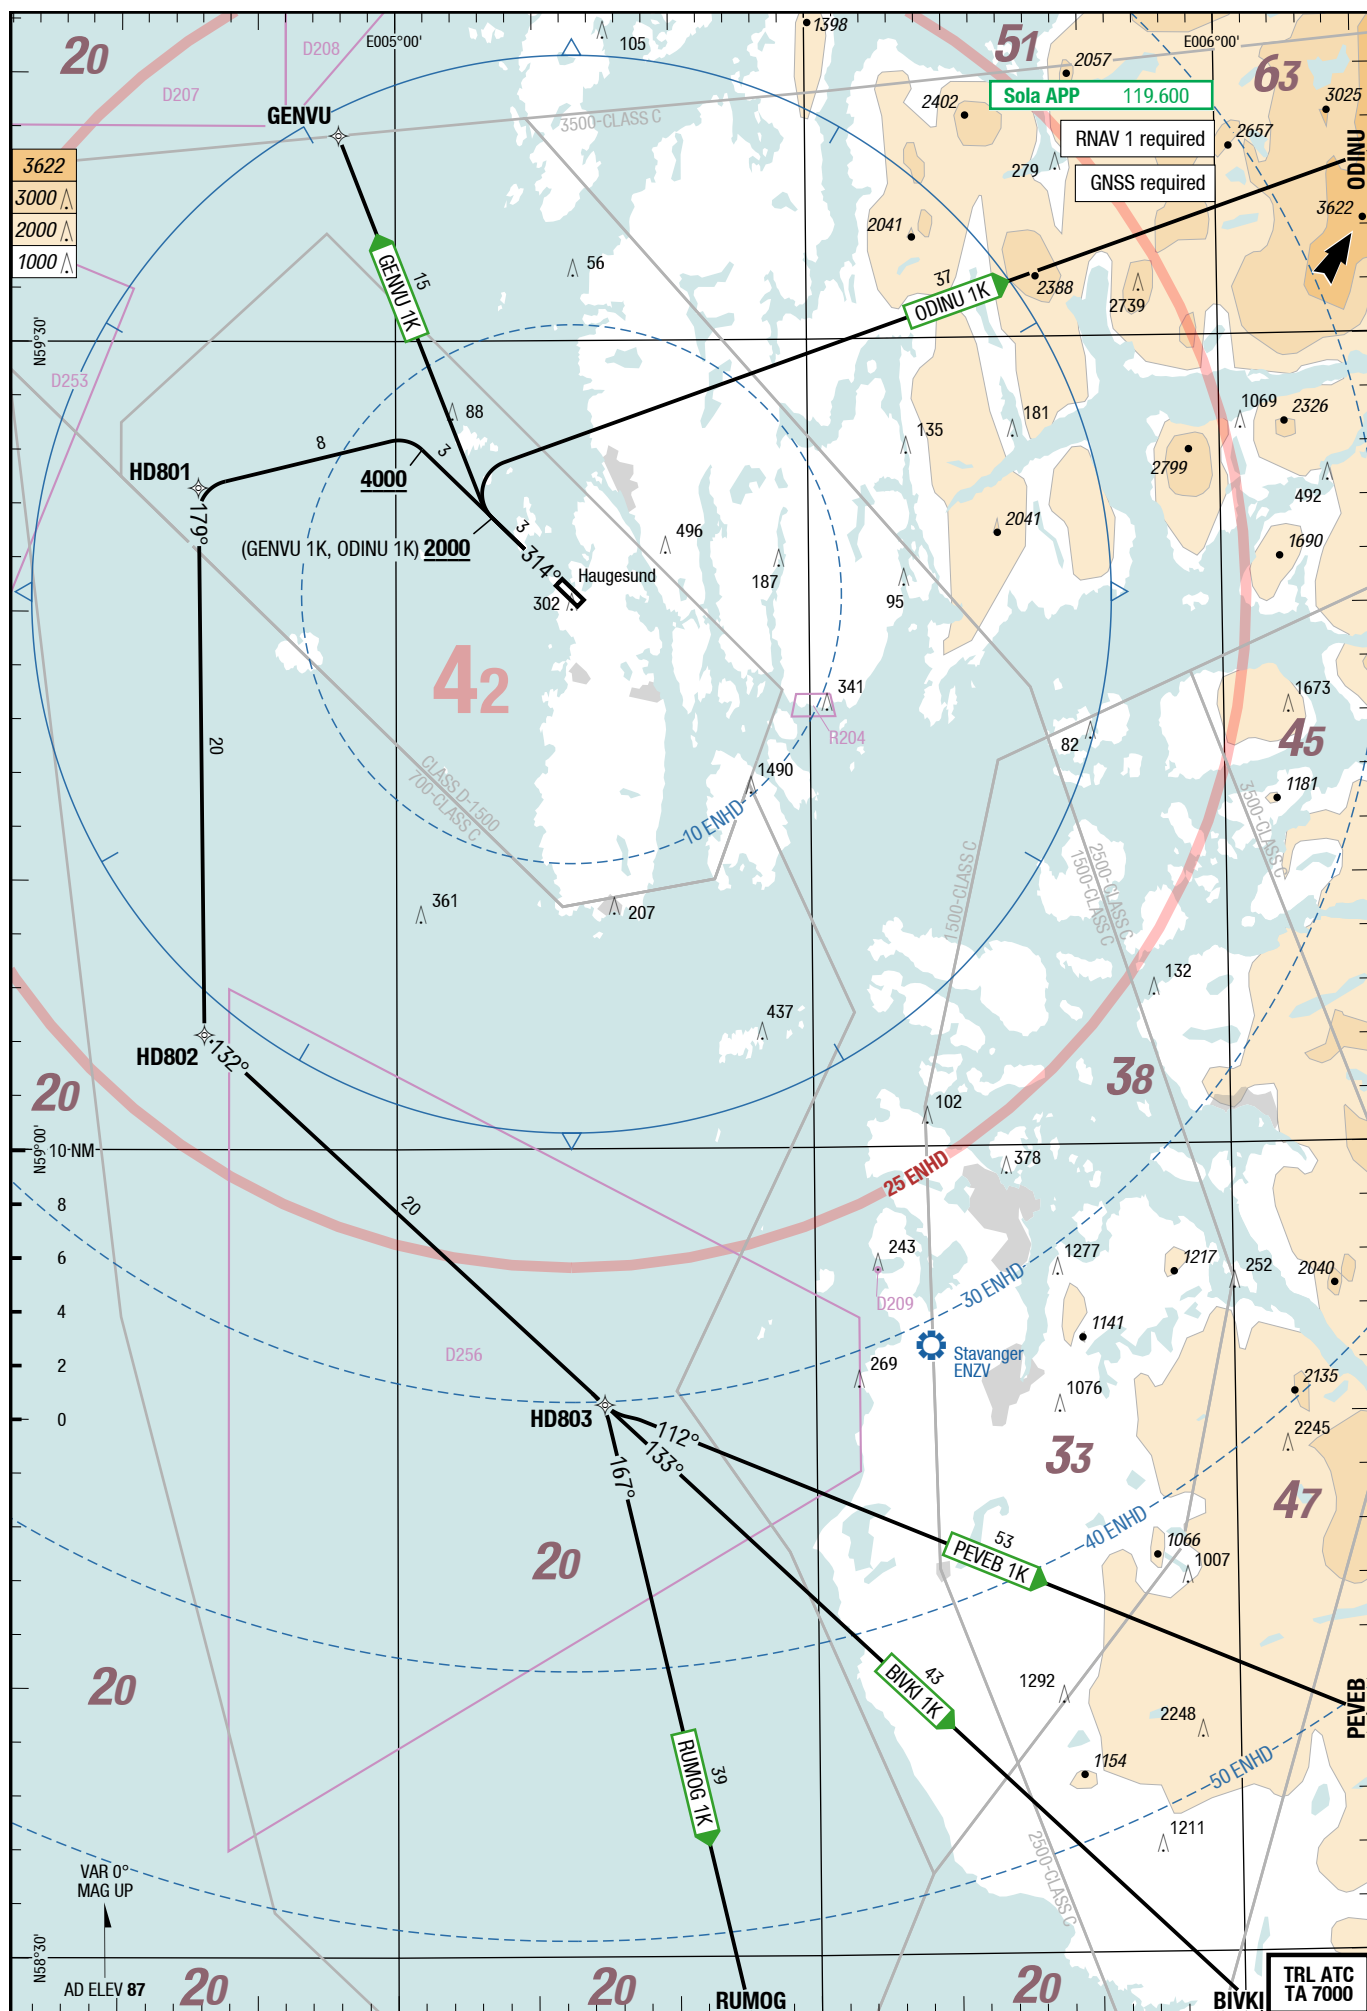 20
D208
E005°00'
105
1398
51
E006°00'
2057
63
D207
GENVU
3500-CLASS C
2402
Sola APP 119.600
3025
RNAV 1 required
2657
279
GNSS required
ODINU
3622
3000
2000
1000
3622
2041
GENVU 1K
15
56
37
ODINU 1K
2388
2739
N59°30'
D253
88
135
181
1069
2326
8
3
HD801
4000
2799
492
179°
(GENVU 1K, ODINU 1K) 2000
3
314°
496
2041
1690
Haugesund
302
187
95
42
341
R204
1673
82
45
20
CLASS D-1500
700-CLASS C
1490
10 ENHD
1181
3500-CLASS C
1500-CLASS C
2500-CLASS C
1500-CLASS C
361
207
132
437
HD802
132°
38
20
102
N59°00'
10 NM
25 ENHD
378
8
20
6
243
1277
1217
252
2040
4
D209
30 ENHD
1141
2
D256
Stavanger
ENZV
269
2135
0
HD803
1076
112°
133°
167°
33
2245
47
40 ENHD
53
PEVEB 1K
1066
1007
20
20
43
BIVKI 1K
1292
2248
PEVEB
39
RUMOG 1K
1154
50 ENHD
1211
2500-CLASS C
VAR 0°
MAG UP
N58°30'
AD ELEV 87
20
20
RUMOG
20
BIVKI
TRL ATC
TA 7000